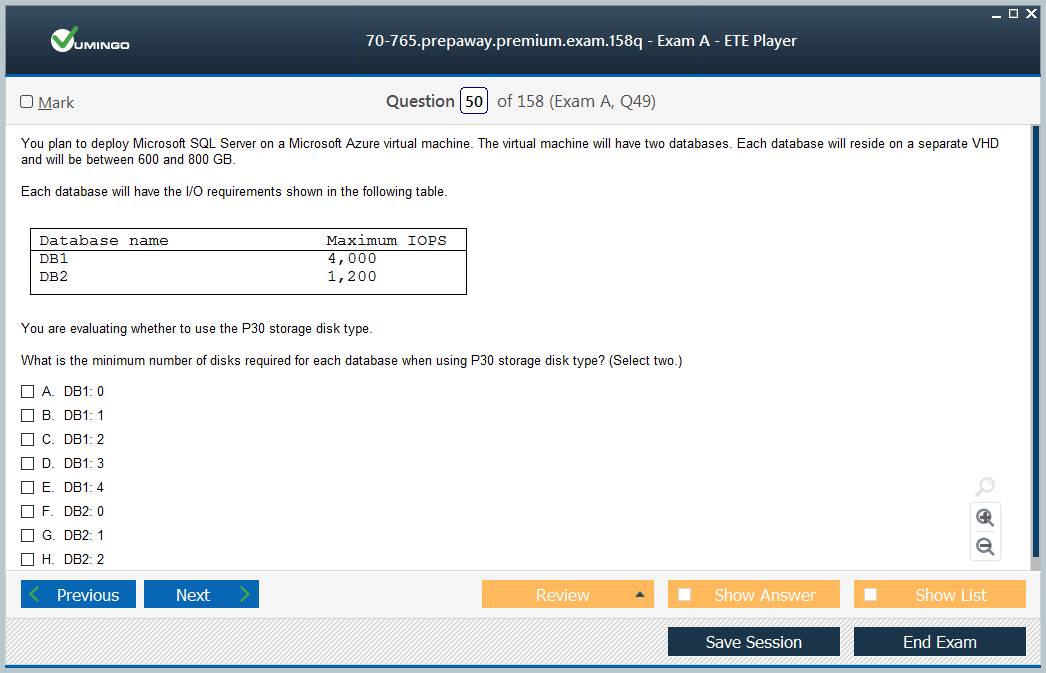 VUMINGO
70-765.prepaway.premium.exam.158q - Exam A - ETE Player
Mark
Question 50 of 158 (Exam A, Q49)
You plan to deploy Microsoft SQL Server on a Microsoft Azure virtual machine. The virtual machine will have two databases. Each database will reside on a separate VHD
and will be between 600 and 800 GB.
Each database will have the I/O requirements shown in the following table.
Database name Maximum IOPS
DB1 4,000
DB2 1,200
You are evaluating whether to use the P30 storage disk type.
What is the minimum number of disks required for each database when using P30 storage disk type? (Select two.)
A. DB1: 0
B. DB1: 1
C. DB1: 2
D. DB1: 3
E. DB1: 4
F. DB2: 0
G. DB2: 1
H. DB2: 2
Previous Next Review Show Answer Show List
Save Session End Exam